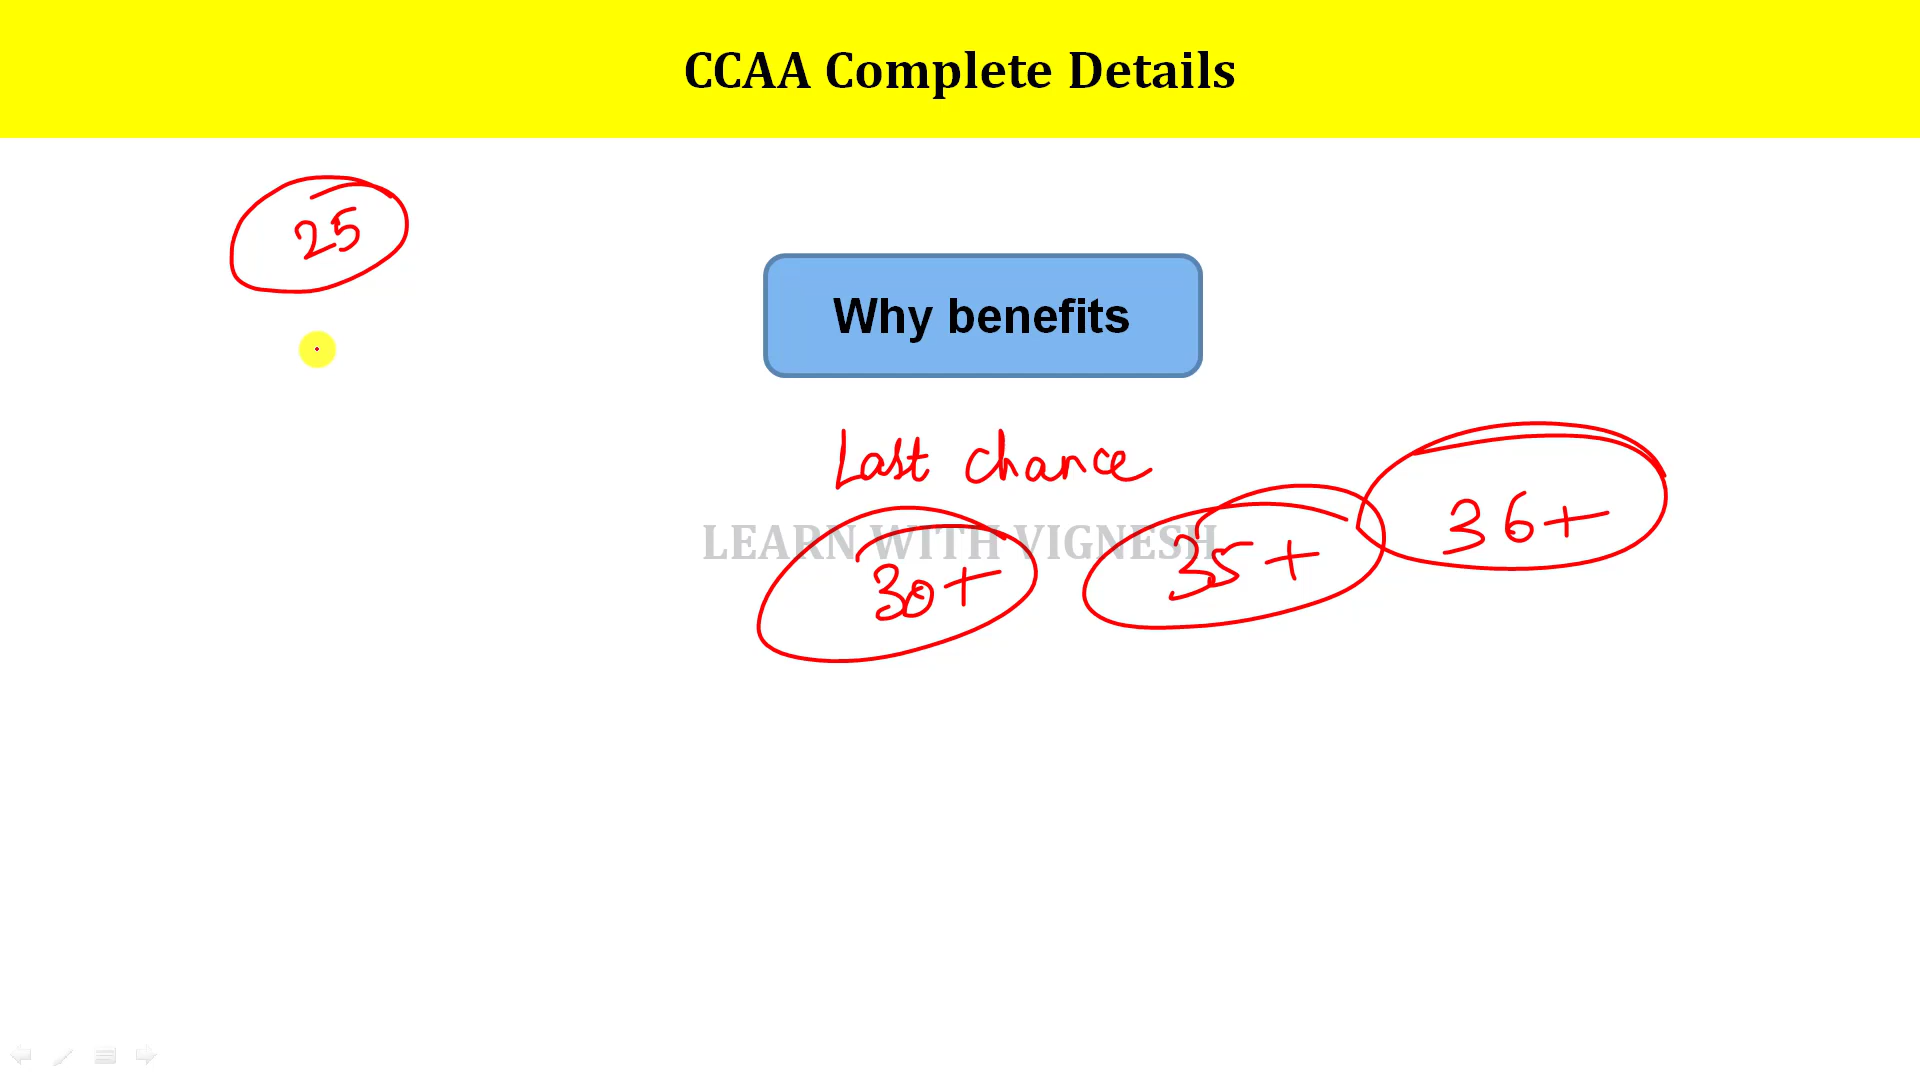 CCAA Complete Details
25
Why benefits
Last chance
36+
LEARN WITH VIGNESH
30+ 35+